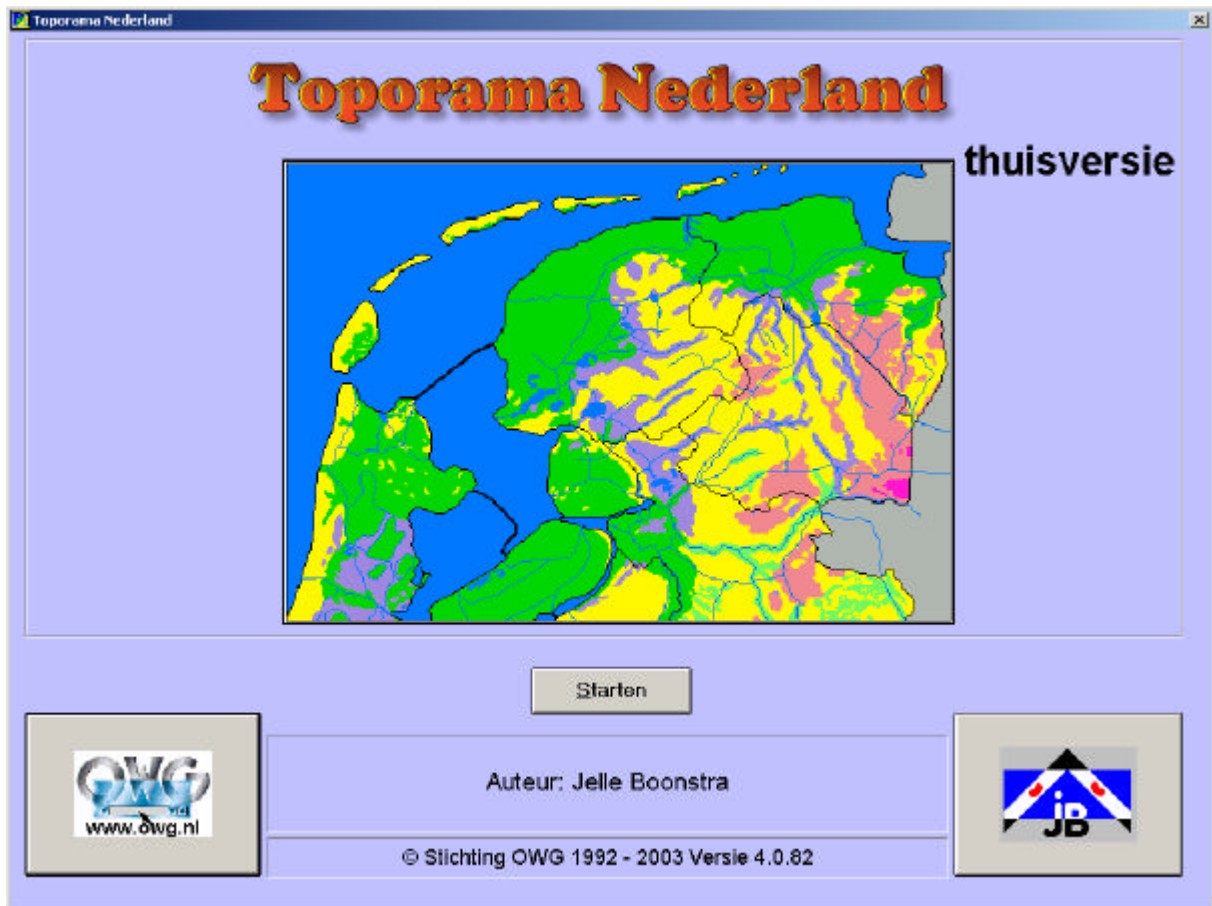 Toporama Nederland
Toporama Nederland
thuisversie
Starten
OWG
www.owg.nl
Auteur: Jelle Boonstra
jB
© Stichting OWG 1992 - 2003 Versie 4.0.82